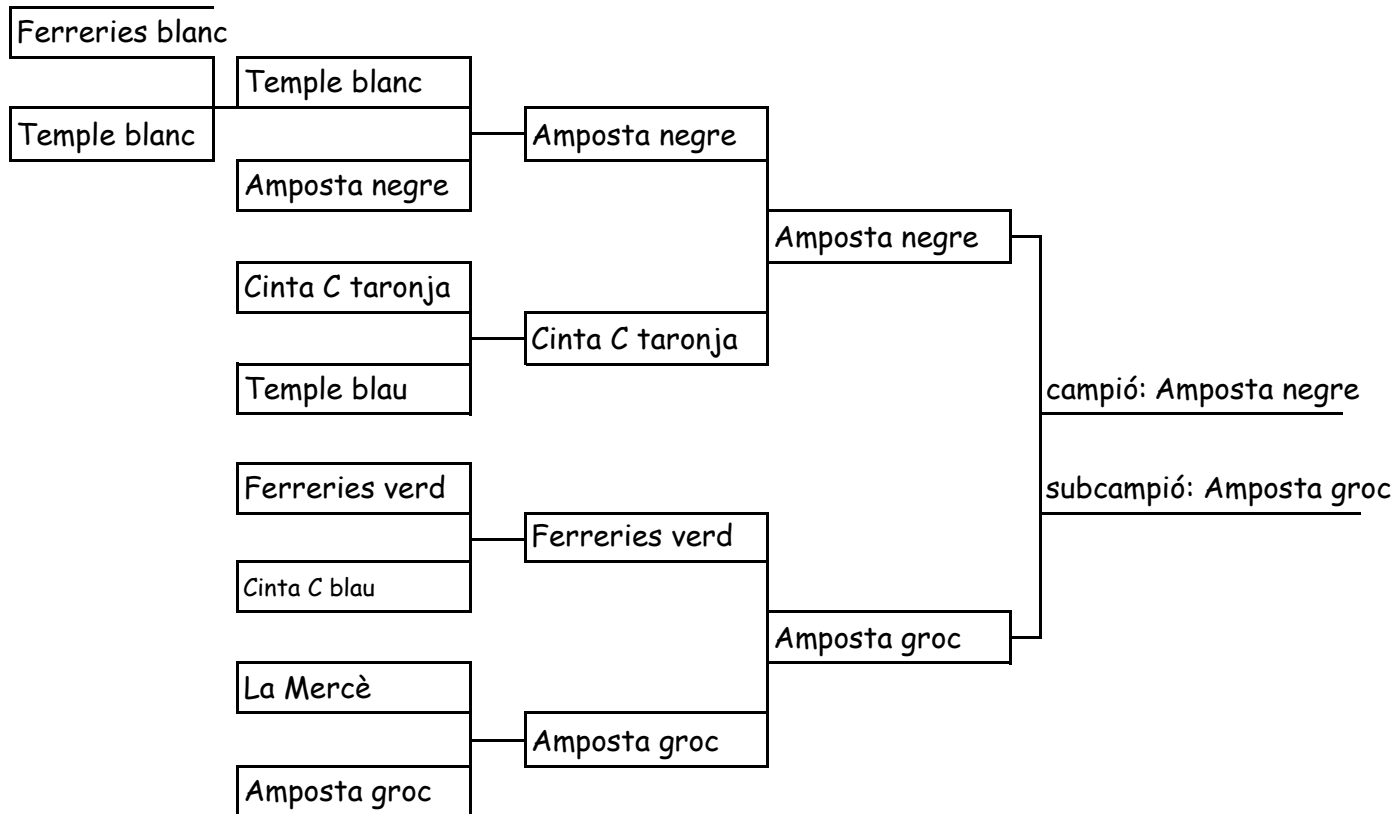 Ferreries blanc
Temple blanc
Temple blanc
Amposta negre
Amposta negre
Amposta negre
Cinta C taronja
Cinta C taronja
Temple blau
campió: Amposta negre
Ferreries verd
subcampió: Amposta groc
Ferreries verd
Cinta C blau
Amposta groc
La Mercè
Amposta groc
Amposta groc